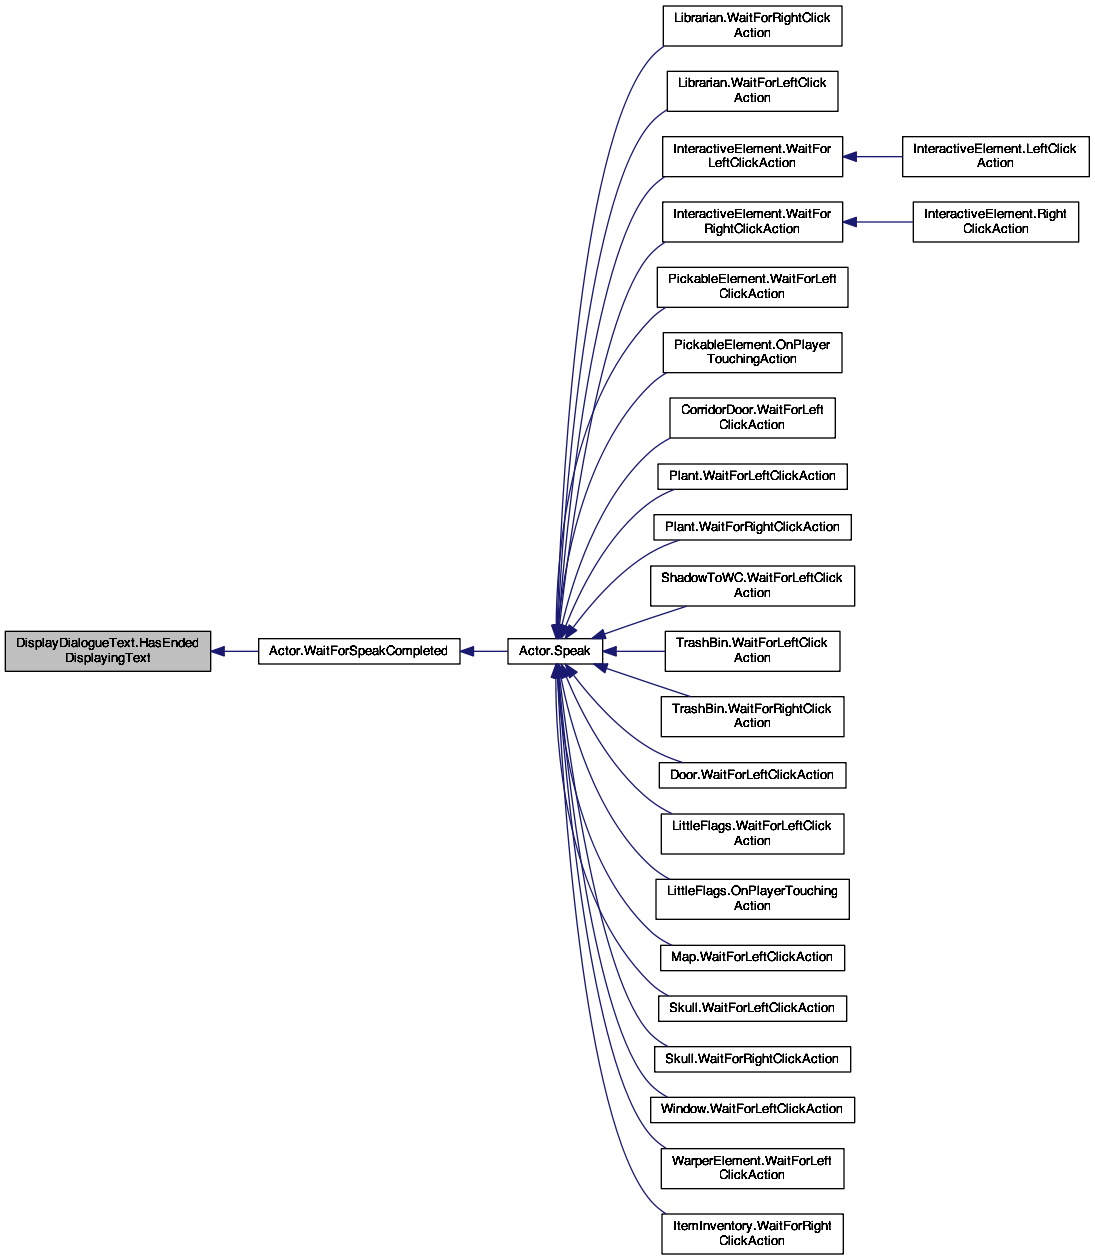 Librarian.WaitForRightClick
Action
Librarian.WaitForLeftClick
Action
InteractiveElement.WaitFor
LeftClickAction
InteractiveElement.LeftClick
Action
InteractiveElement.WaitFor
RightClickAction
InteractiveElement.Right
ClickAction
PickableElement.WaitForLeft
ClickAction
PickableElement.OnPlayer
TouchingAction
CorridorDoor.WaitForLeft
ClickAction
Plant.WaitForLeftClickAction
Plant.WaitForRightClickAction
ShadowToWC.WaitForLeftClick
Action
DisplayDialogueText.HasEnded
DisplayingText
Actor.WaitForSpeakCompleted
Actor.Speak
TrashBin.WaitForLeftClick
Action
TrashBin.WaitForRightClick
Action
Door.WaitForLeftClickAction
LittleFlags.WaitForLeftClick
Action
LittleFlags.OnPlayerTouching
Action
Map.WaitForLeftClickAction
Skull.WaitForLeftClickAction
Skull.WaitForRightClickAction
Window.WaitForLeftClickAction
WarperElement.WaitForLeft
ClickAction
ItemInventory.WaitForRight
ClickAction